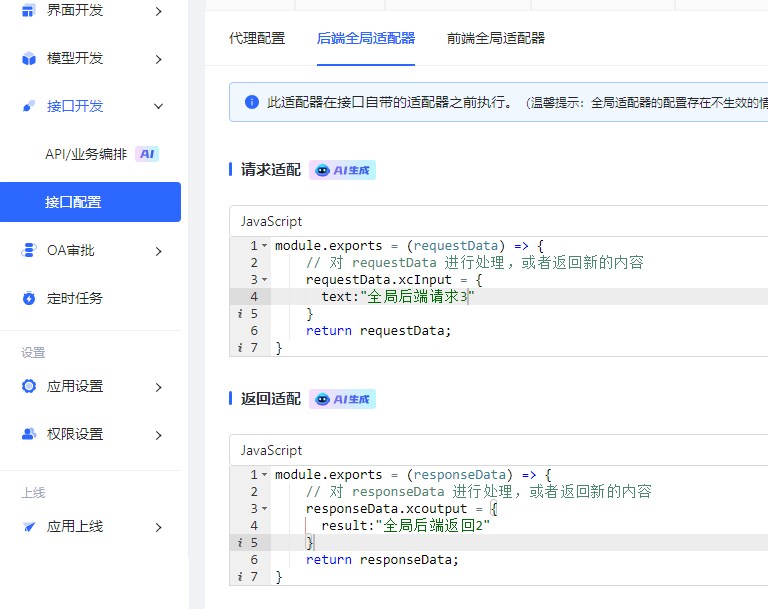 界面开发
模型开发
接口开发
API/业务编排 AI
接口配置
OA审批
定时任务
设置
应用设置
权限设置
上线
应用上线
代理配置 后端全局适配器 前端全局适配器
此适配器在接口自带的适配器之前执行。（温馨提示：全局适配器的配置存在不生效的情
请求适配 AI生成
JavaScript
1 module.exports = (requestData) => {
2 // 对 requestData 进行处理，或者返回新的内容
3 requestData.xcInput = {
4 text:"全局后端请求3"
i 5 }
6 return requestData;
i 7 }
返回适配 AI生成
JavaScript
1 module.exports = (responseData) => {
2 // 对 responseData 进行处理，或者返回新的内容
3 responseData.xcoutput = {
4 result:"全局后端返回2"
i 5 }
6 return responseData;
i 7 }